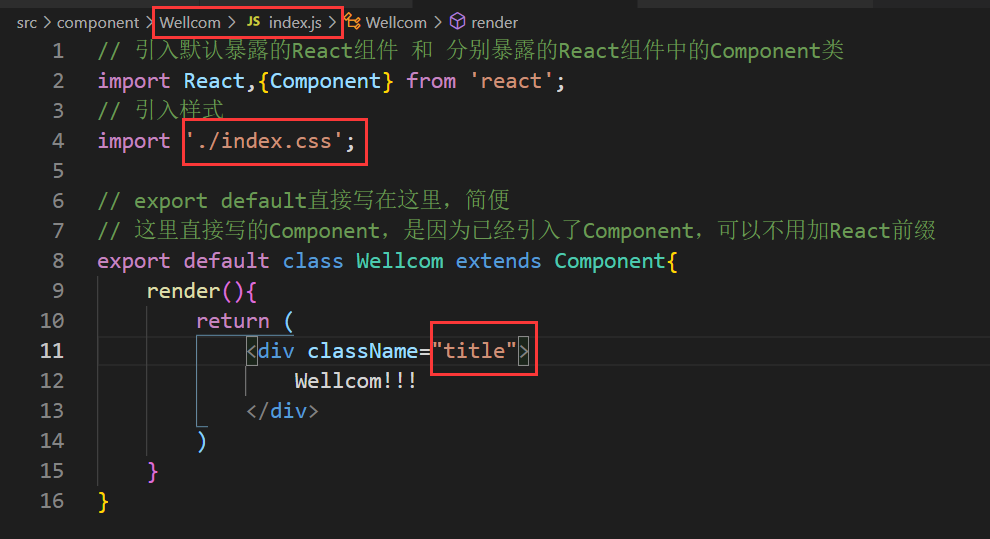 src > component > Wellcom > JS index.js > Wellcom > render
1 // 引入默认暴露的React组件 和 分别暴露的React组件中的Component类
2 import React,{Component} from 'react';
3 // 引入样式
4 import './index.css';
5
6 // export default直接写在这里，简便
7 // 这里直接写的Component，是因为已经引入了Component，可以不用加React前缀
8 export default class Wellcom extends Component{
9     render(){
10         return (
11             <div className="title">
12                 Wellcom!!!
13             </div>
14         )
15     }
16 }